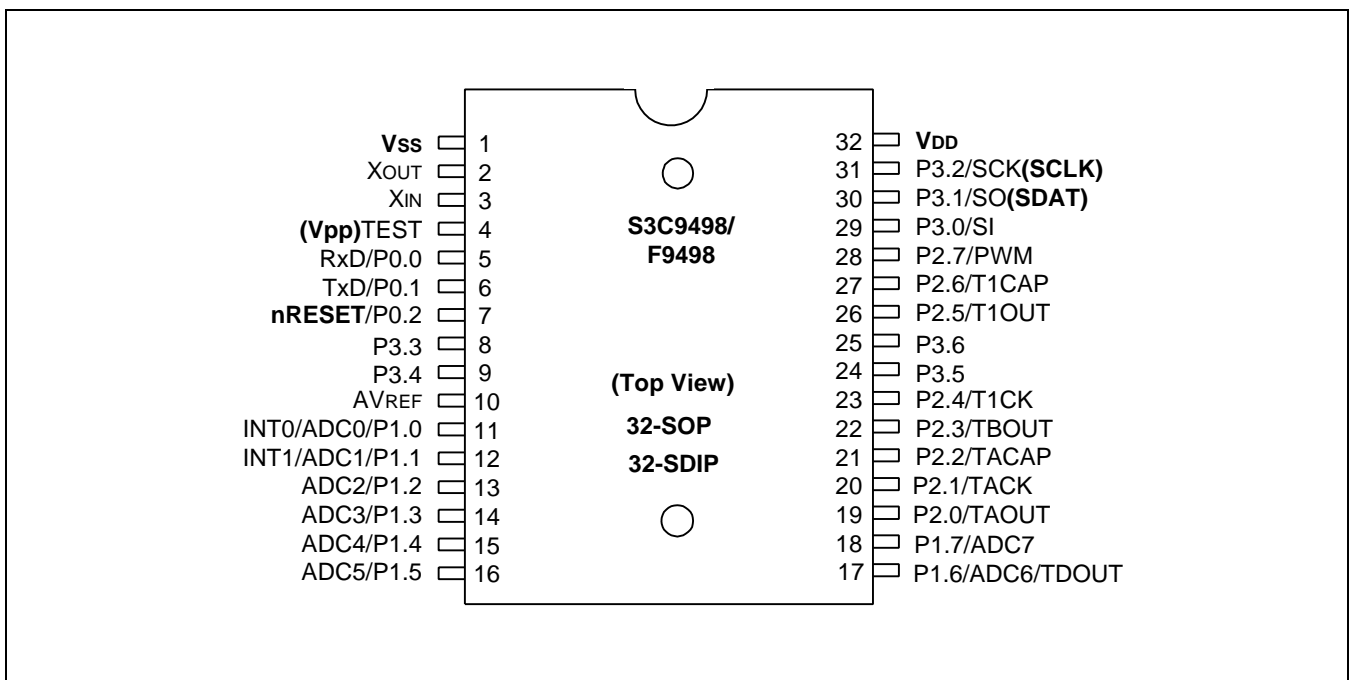 Vss 1
XOUT 2
XIN 3
(Vpp)TEST 4
RxD/P0.0 5
TxD/P0.1 6
nRESET/P0.2 7
P3.3 8
P3.4 9
AVREF 10
INT0/ADC0/P1.0 11
INT1/ADC1/P1.1 12
ADC2/P1.2 13
ADC3/P1.3 14
ADC4/P1.4 15
ADC5/P1.5 16
S3C9498/
F9498
(Top View)
32-SOP
32-SDIP
32 VDD
31 P3.2/SCK(SCLK)
30 P3.1/SO(SDAT)
29 P3.0/SI
28 P2.7/PWM
27 P2.6/T1CAP
26 P2.5/T1OUT
25 P3.6
24 P3.5
23 P2.4/T1CK
22 P2.3/TBOUT
21 P2.2/TACAP
20 P2.1/TACK
19 P2.0/TAOUT
18 P1.7/ADC7
17 P1.6/ADC6/TDOUT